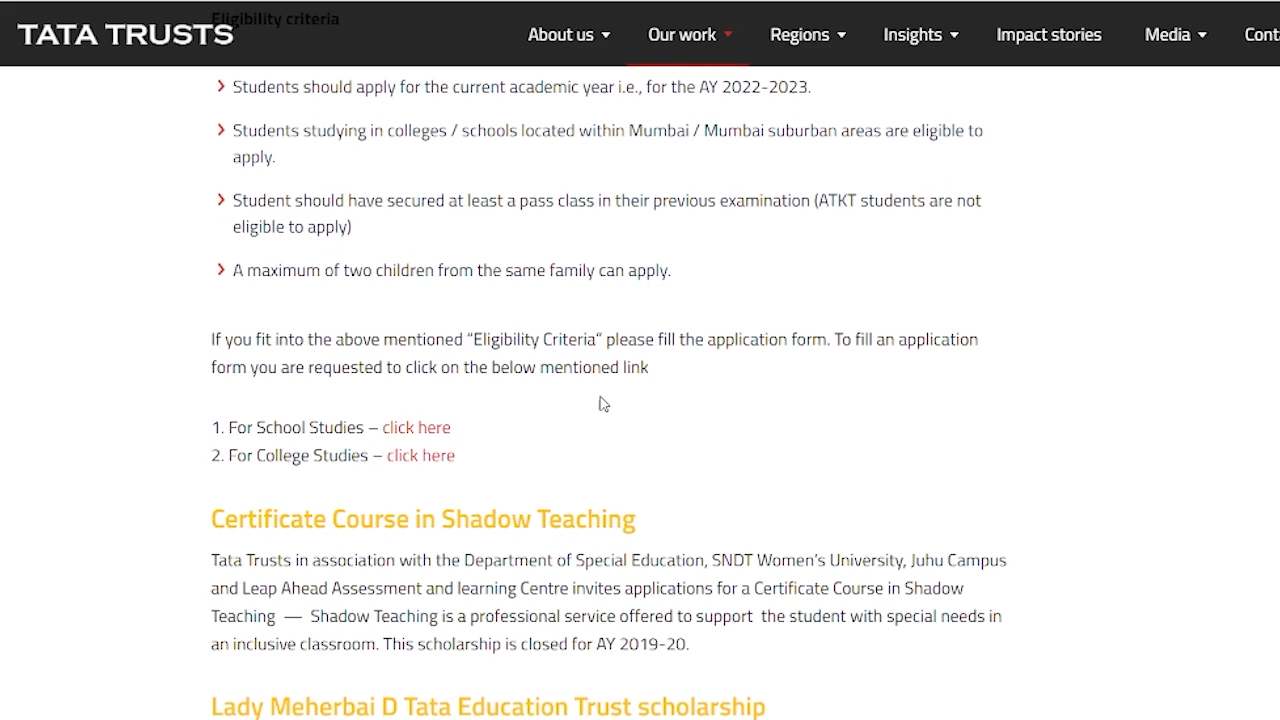 Eligibility criteria
TATA TRUSTS
About us
Our work
Regions
Insights
Impact stories
Media
Cont
Students should apply for the current academic year i.e., for the AY 2022-2023.
Students studying in colleges / schools located within Mumbai / Mumbai suburban areas are eligible to
apply.
Student should have secured at least a pass class in their previous examination (ATKT students are not
eligible to apply)
A maximum of two children from the same family can apply.
If you fit into the above mentioned “Eligibility Criteria” please fill the application form. To fill an application
form you are requested to click on the below mentioned link
1. For School Studies – click here
2. For College Studies – click here
Certificate Course in Shadow Teaching
Tata Trusts in association with the Department of Special Education, SNDT Women’s University, Juhu Campus
and Leap Ahead Assessment and learning Centre invites applications for a Certificate Course in Shadow
Teaching — Shadow Teaching is a professional service offered to support the student with special needs in
an inclusive classroom. This scholarship is closed for AY 2019-20.
Lady Meherbai D Tata Education Trust scholarship